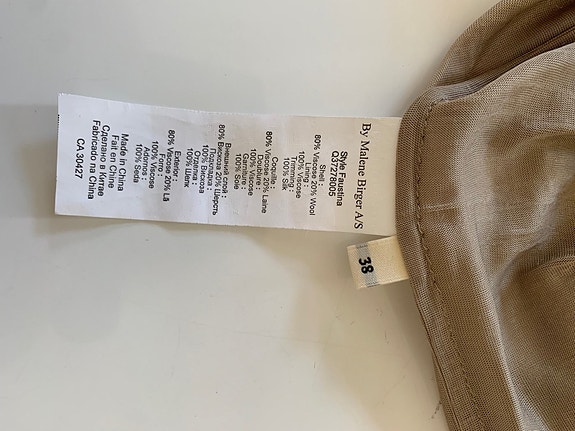 By Malene Birger A/S
Style Faustina
Q37278005
Shell :
80% Viscose 20% Wool
Lining :
100% Viscose
Trimming :
100% Silk
Coquille :
80% Viscose 20% Laine
Doublure :
100% Viscose
Garniture :
100% Soie
Внешний слой :
80% Вискоза 20% Шерсть
Подкладка :
100% Вискоза
Отделка :
100% Шелк
Exterior :
80% Viscose 20% Lã
Forro :
100% Viscose
Adornos :
100% Seda
Made in China
Fait en Chine
Сделано в Китае
Fabricado na China
CA 30427
38